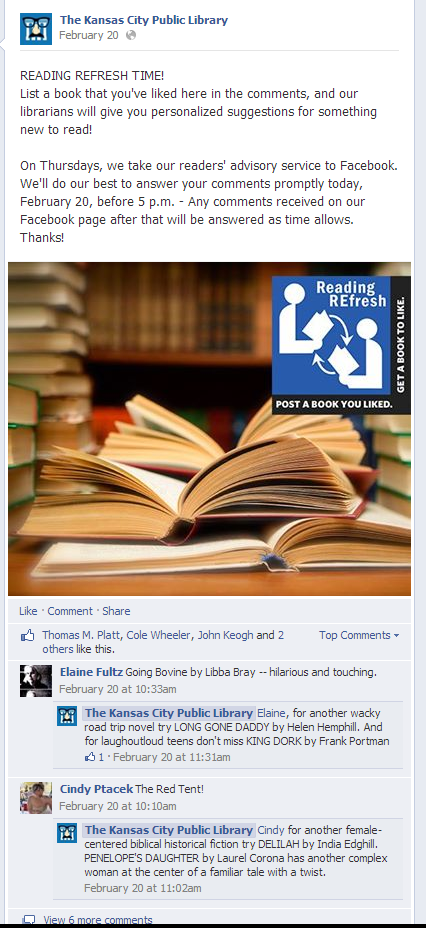 The Kansas City Public Library
February 20
READING REFRESH TIME!
List a book that you've liked here in the comments, and our
librarians will give you personalized suggestions for something
new to read!
On Thursdays, we take our readers' advisory service to Facebook.
We'll do our best to answer your comments promptly today,
February 20, before 5 p.m. - Any comments received on our
Facebook page after that will be answered as time allows.
Thanks!
Reading
REfresh
GET A BOOK TO LIKE.
POST A BOOK YOU LIKED.
Like · Comment · Share
Thomas M. Platt, Cole Wheeler, John Keogh and 2
others like this.
Top Comments
Elaine Fultz Going Bovine by Libba Bray -- hilarious and touching.
February 20 at 10:33am
The Kansas City Public Library Elaine, for another wacky
road trip novel try LONG GONE DADDY by Helen Hemphill. And
for laughoutloud teens don't miss KING DORK by Frank Portman
1 · February 20 at 11:31am
Cindy Ptacek The Red Tent!
February 20 at 10:10am
The Kansas City Public Library Cindy for another female-
centered biblical historical fiction try DELILAH by India Edghill.
PENELOPE'S DAUGHTER by Laurel Corona has another complex
woman at the center of a familiar tale with a twist.
February 20 at 11:02am
View 6 more comments